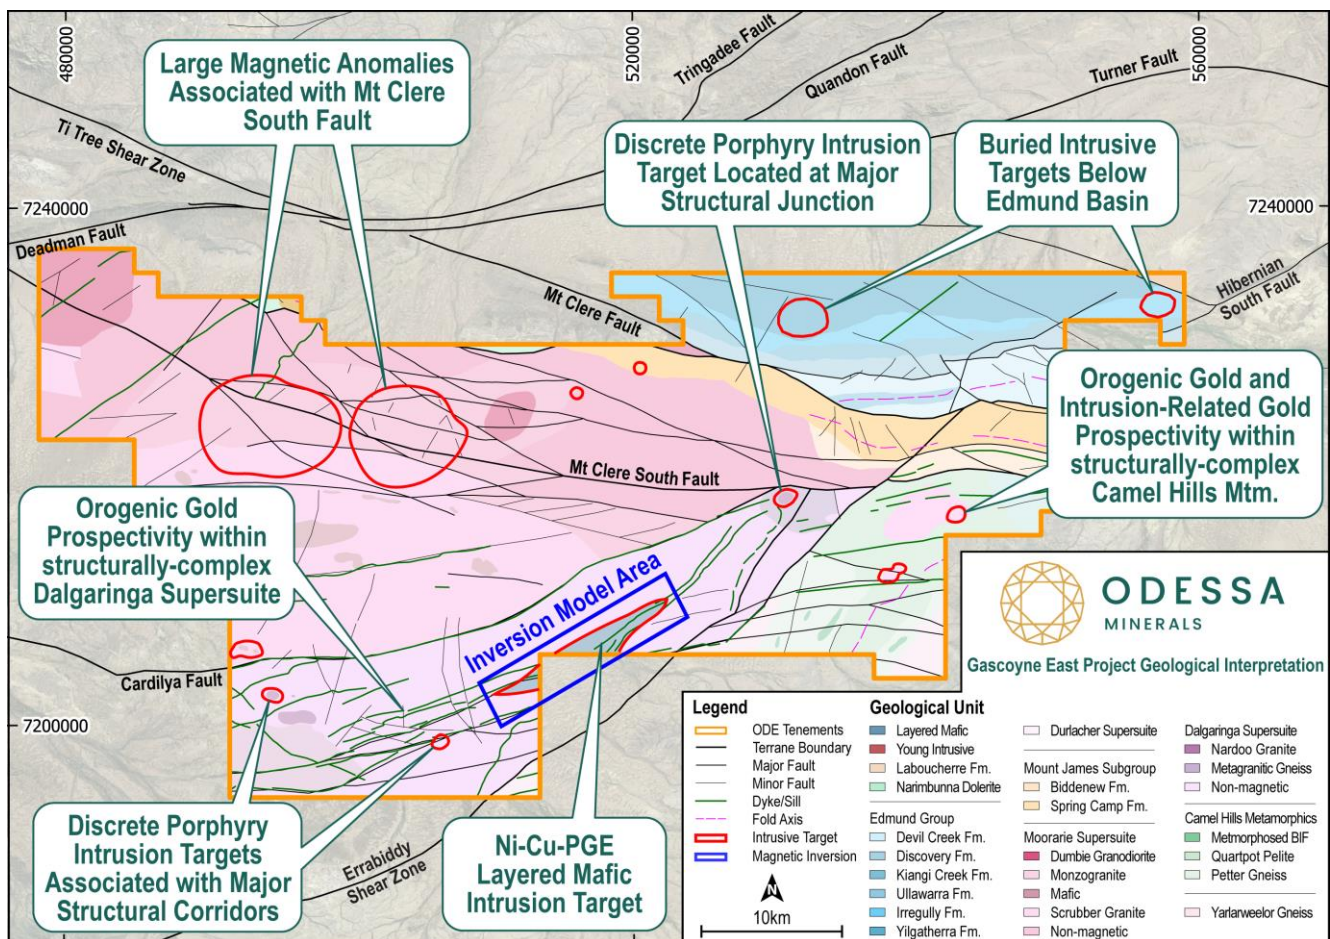 480000
520000
560000
7240000
7240000
7200000
Large Magnetic Anomalies
Associated with Mt Clere
South Fault
Tringadee Fault
Quandon Fault
Turner Fault
Ti Tree Shear Zone
Discrete Porphyry Intrusion
Target Located at Major
Structural Junction
Buried Intrusive
Targets Below
Edmund Basin
Deadman Fault
Mt Clere Fault
Hibernian
South Fault
Orogenic Gold and
Intrusion-Related Gold
Prospectivity within
structurally-complex
Camel Hills Mtm.
Mt Clere South Fault
Orogenic Gold
Prospectivity within
structurally-complex
Dalgaringa Supersuite
Inversion Model Area
Cardilya Fault
Errabiddy
Shear Zone
Discrete Porphyry
Intrusion Targets
Associated with Major
Structural Corridors
Ni-Cu-PGE
Layered Mafic
Intrusion Target
ODESSA
MINERALS
Gascoyne East Project Geological Interpretation
Legend
ODE Tenements
Terrane Boundary
Major Fault
Minor Fault
Dyke/Sill
Fold Axis
Intrusive Target
Magnetic Inversion
N
10km
Geological Unit
Layered Mafic
Young Intrusive
Laboucherre Fm.
Narimbunna Dolerite
Edmund Group
Devil Creek Fm.
Discovery Fm.
Kiangi Creek Fm.
Ullawarra Fm.
Irregully Fm.
Yilgatherra Fm.
Durlacher Supersuite
Mount James Subgroup
Biddenew Fm.
Spring Camp Fm.
Moorarie Supersuite
Dumbie Granodiorite
Monzogranite
Mafic
Scrubber Granite
Non-magnetic
Dalgaringa Supersuite
Nardoo Granite
Metagranitic Gneiss
Non-magnetic
Camel Hills Metamorphics
Metmorphosed BIF
Quartpot Pelite
Petter Gneiss
Yarlarweelor Gneiss